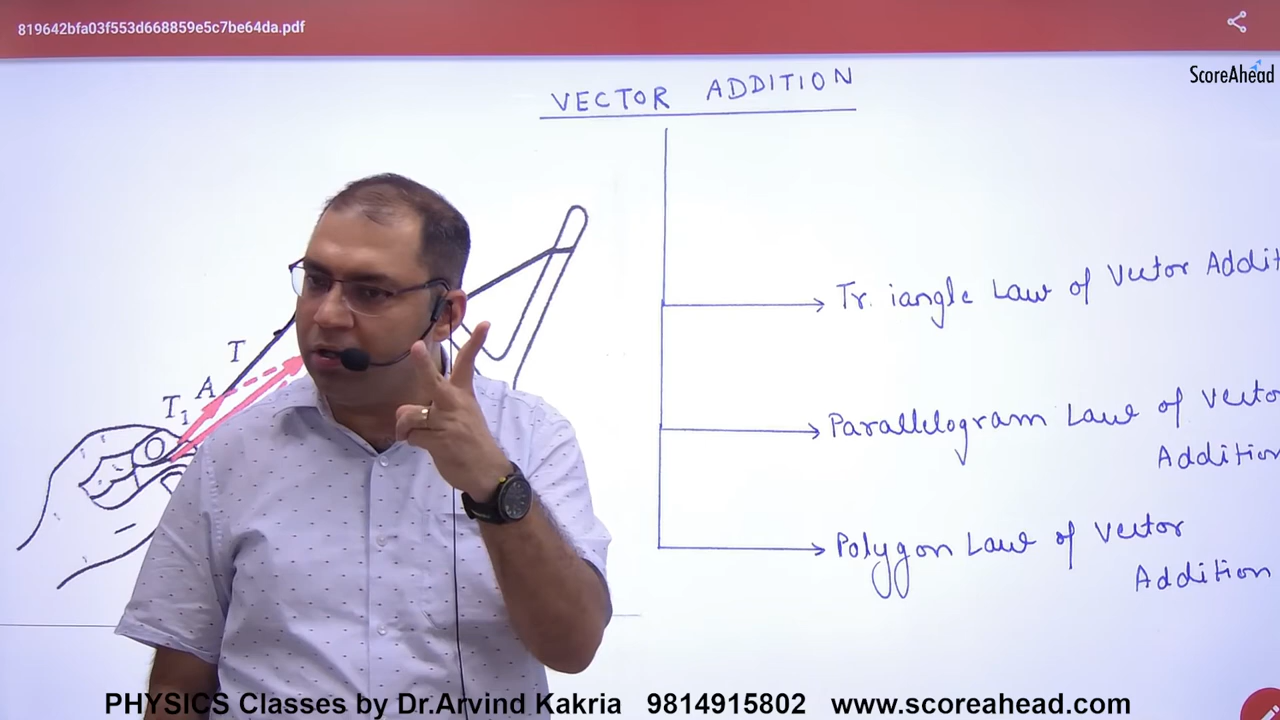 819642bfa03f553d668859e5c7be64da.pdf
ScoreAhead
VECTOR ADDITION
Tr. iangle Law of Vector Addit
T
A
T1
Parallelogram Law of Vecto
Addition
Polygon Law of Vector
Addition
PHYSICS Classes by Dr.Arvind Kakria 9814915802 www.scoreahead.com